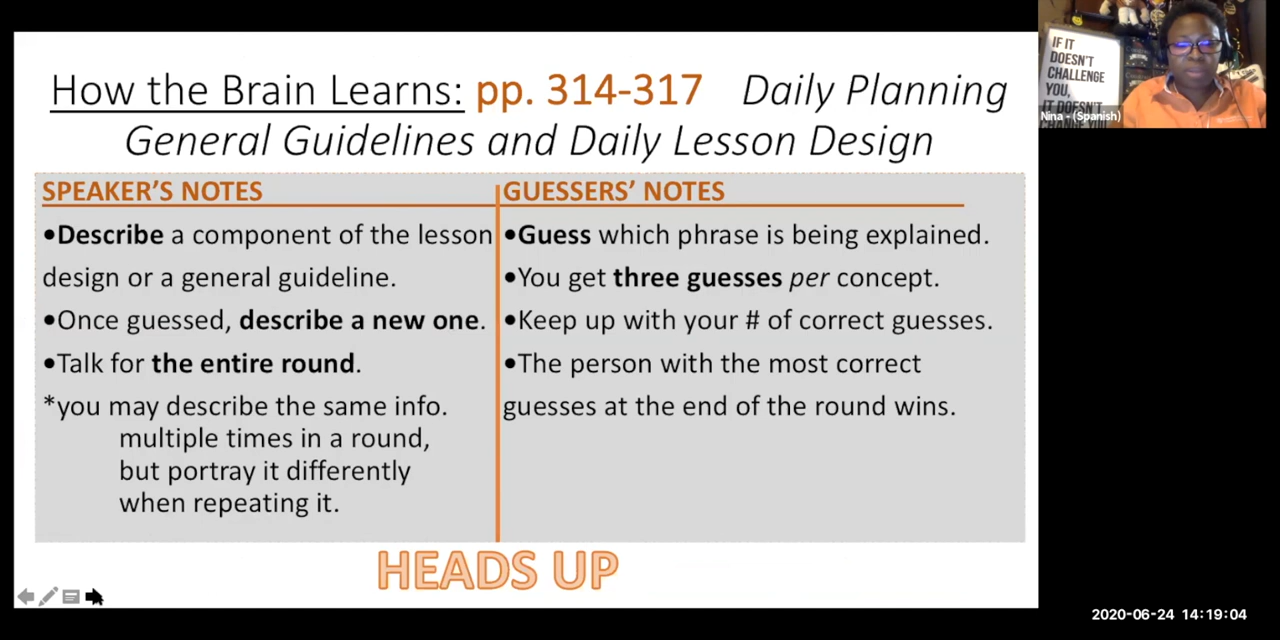 How the Brain Learns: pp. 314-317 Daily Planning
General Guidelines and Daily Lesson Design
SPEAKER'S NOTES
•Describe a component of the lesson
design or a general guideline.
•Once guessed, describe a new one.
•Talk for the entire round.
*you may describe the same info.
multiple times in a round,
but portray it differently
when repeating it.
GUESSERS' NOTES
•Guess which phrase is being explained.
•You get three guesses per concept.
•Keep up with your # of correct guesses.
•The person with the most correct
guesses at the end of the round wins.
HEADS UP
IF IT
DOESN'T
CHALLENGE
YOU,
IT DOESN'T
CHANGE YOU
Nina - (Spanish)
2020-06-24 14:19:04